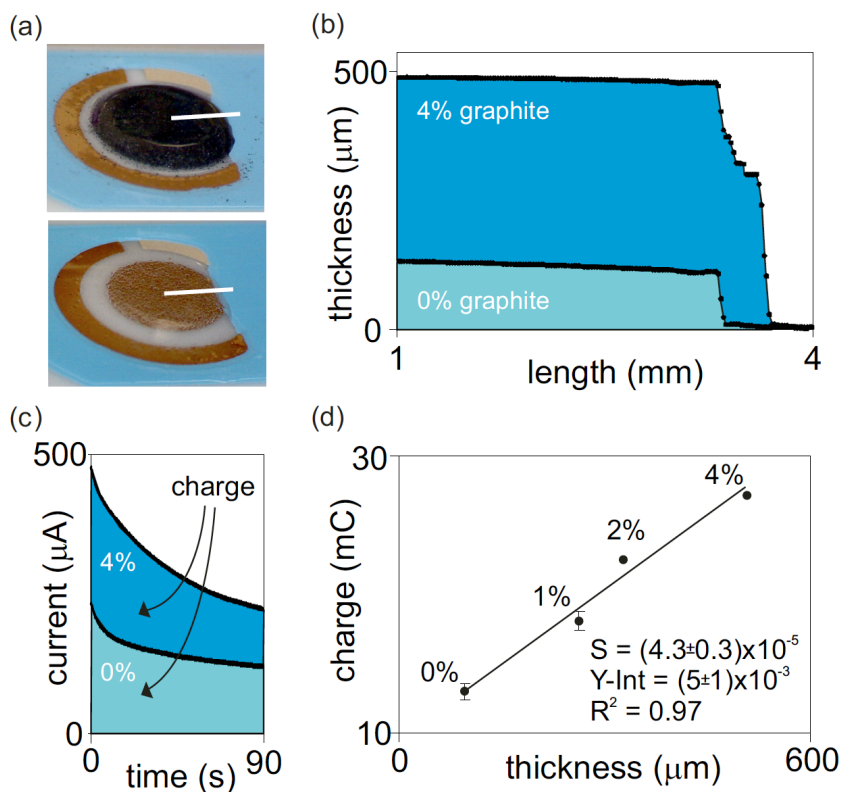 (a)
(b)
500
thickness (μm)
4% graphite
0% graphite
0
1
length (mm)
4
(c)
500
current (μA)
charge
4%
0%
0
0
time (s)
90
(d)
30
charge (mC)
4%
2%
1%
0%
S = (4.3±0.3)x10⁻⁵
Y-Int = (5±1)x10⁻³
R² = 0.97
10
0
thickness (μm)
600